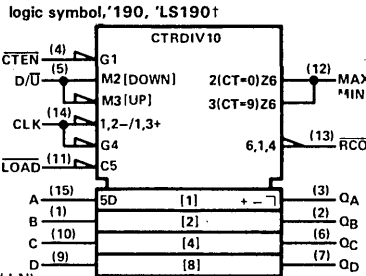 logic symbol,'190, 'LS190†
CTRDIV10
CTEN (4) G1
D/U (5) M2 [DOWN] 2(CT=0)Z6 (12) MAX
M3 [UP] 3(CT=9)Z6 MIN
CLK (14) 1,2–/1,3+
G4 6,1,4 (13) RCO
LOAD (11) C5
A (15) 5D [1] + – ¬ (3) QA
B (1) [2] (2) QB
C (10) [4] (6) QC
D (9) [8] (7) QD